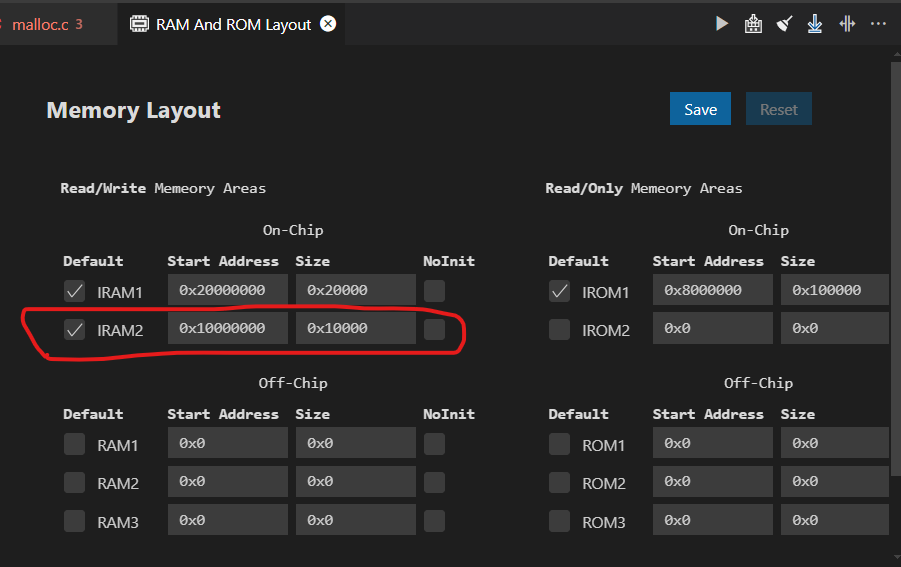 malloc.c 3 RAM And ROM Layout
Memory Layout Save Reset
Read/Write Memeory Areas Read/Only Memeory Areas
On-Chip On-Chip
Default Start Address Size NoInit Default Start Address Size
IRAM1 0x20000000 0x20000 IROM1 0x8000000 0x100000
IRAM2 0x10000000 0x10000 IROM2 0x0 0x0
Off-Chip Off-Chip
Default Start Address Size NoInit Default Start Address Size
RAM1 0x0 0x0 ROM1 0x0 0x0
RAM2 0x0 0x0 ROM2 0x0 0x0
RAM3 0x0 0x0 ROM3 0x0 0x0